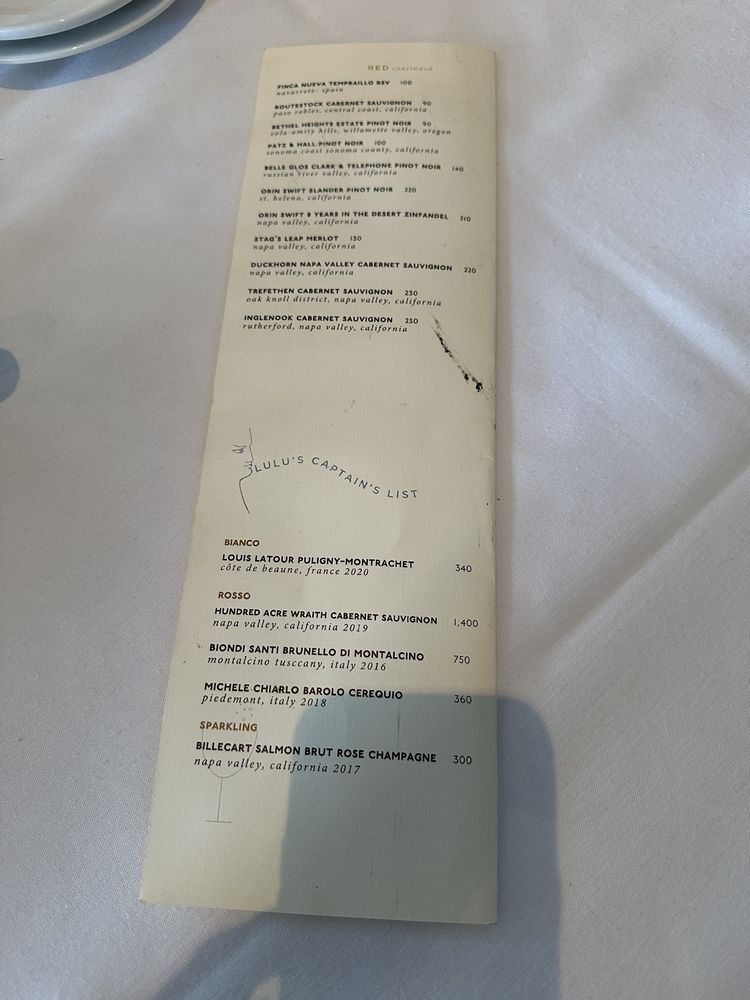 RED continued
FINCA NUEVA TEMPRAILLO RSV 100
navarrete- spain
ROUTESTOCK CABERNET SAUVIGNON 90
paso robles, central coast, california
BETHEL HEIGHTS ESTATE PINOT NOIR 90
eola-amity hills, willamette valley, oregon
PATZ & HALL PINOT NOIR 100
sonoma coast sonoma county, california
BELLE GLOS CLARK & TELEPHONE PINOT NOIR 140
russian river valley, california
ORIN SWIFT SLANDER PINOT NOIR 220
st. helena, california
ORIN SWIFT 8 YEARS IN THE DESERT ZINFANDEL 210
napa valley, california
STAG'S LEAP MERLOT 130
napa valley, california
DUCKHORN NAPA VALLEY CABERNET SAUVIGNON 220
napa valley, california
TREFETHEN CABERNET SAUVIGNON 230
oak knoll district, napa valley, california
INGLENOOK CABERNET SAUVIGNON 250
rutherford, napa valley, california
LULU'S CAPTAIN'S LIST
BIANCO
LOUIS LATOUR PULIGNY-MONTRACHET 340
côte de beaune, france 2020
ROSSO
HUNDRED ACRE WRAITH CABERNET SAUVIGNON 1,400
napa valley, california 2019
BIONDI SANTI BRUNELLO DI MONTALCINO 750
montalcino tusccany, italy 2016
MICHELE CHIARLO BAROLO CEREQUIO 360
piedemont, italy 2018
SPARKLING
BILLECART SALMON BRUT ROSE CHAMPAGNE 300
napa valley, california 2017